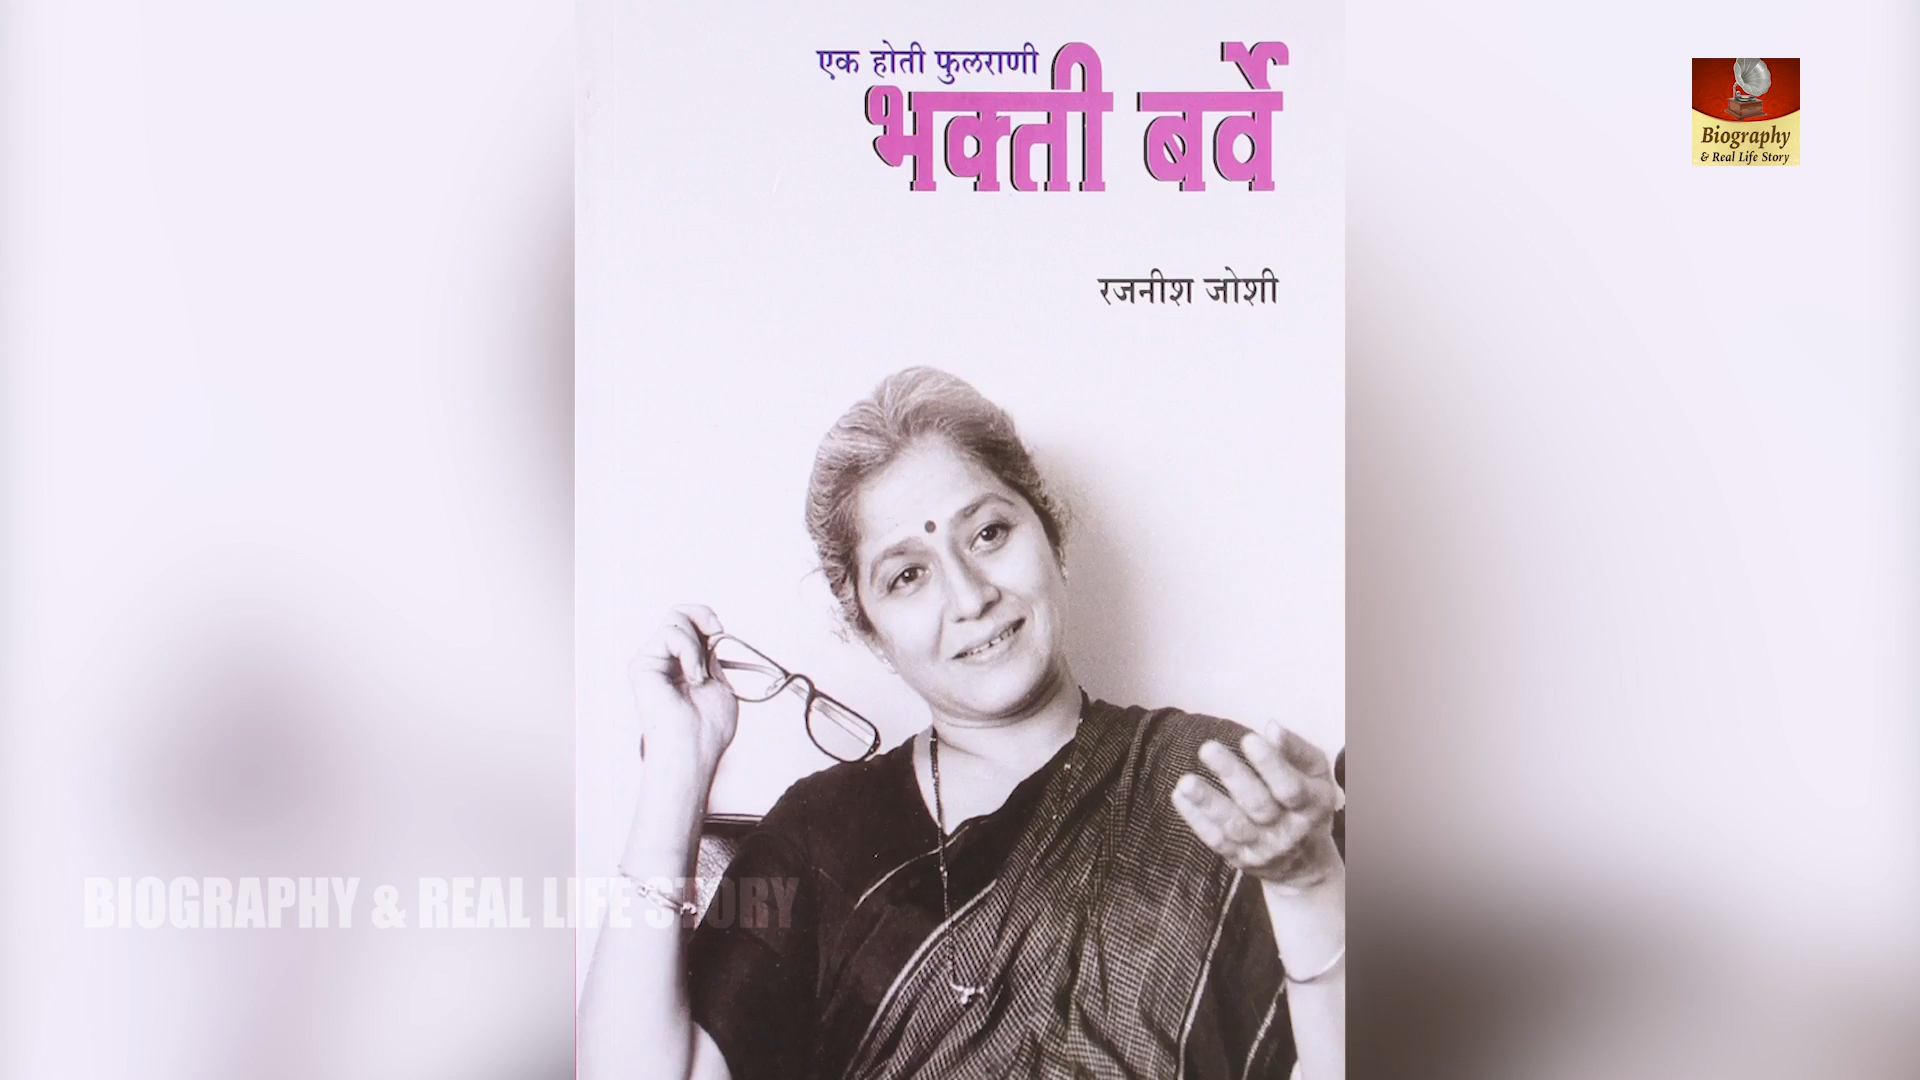 एक होती फुलराणी
भक्ती बर्वे
रजनीश जोशी
Biography
& Real Life Story
BIOGRAPHY & REAL LIFE STORY